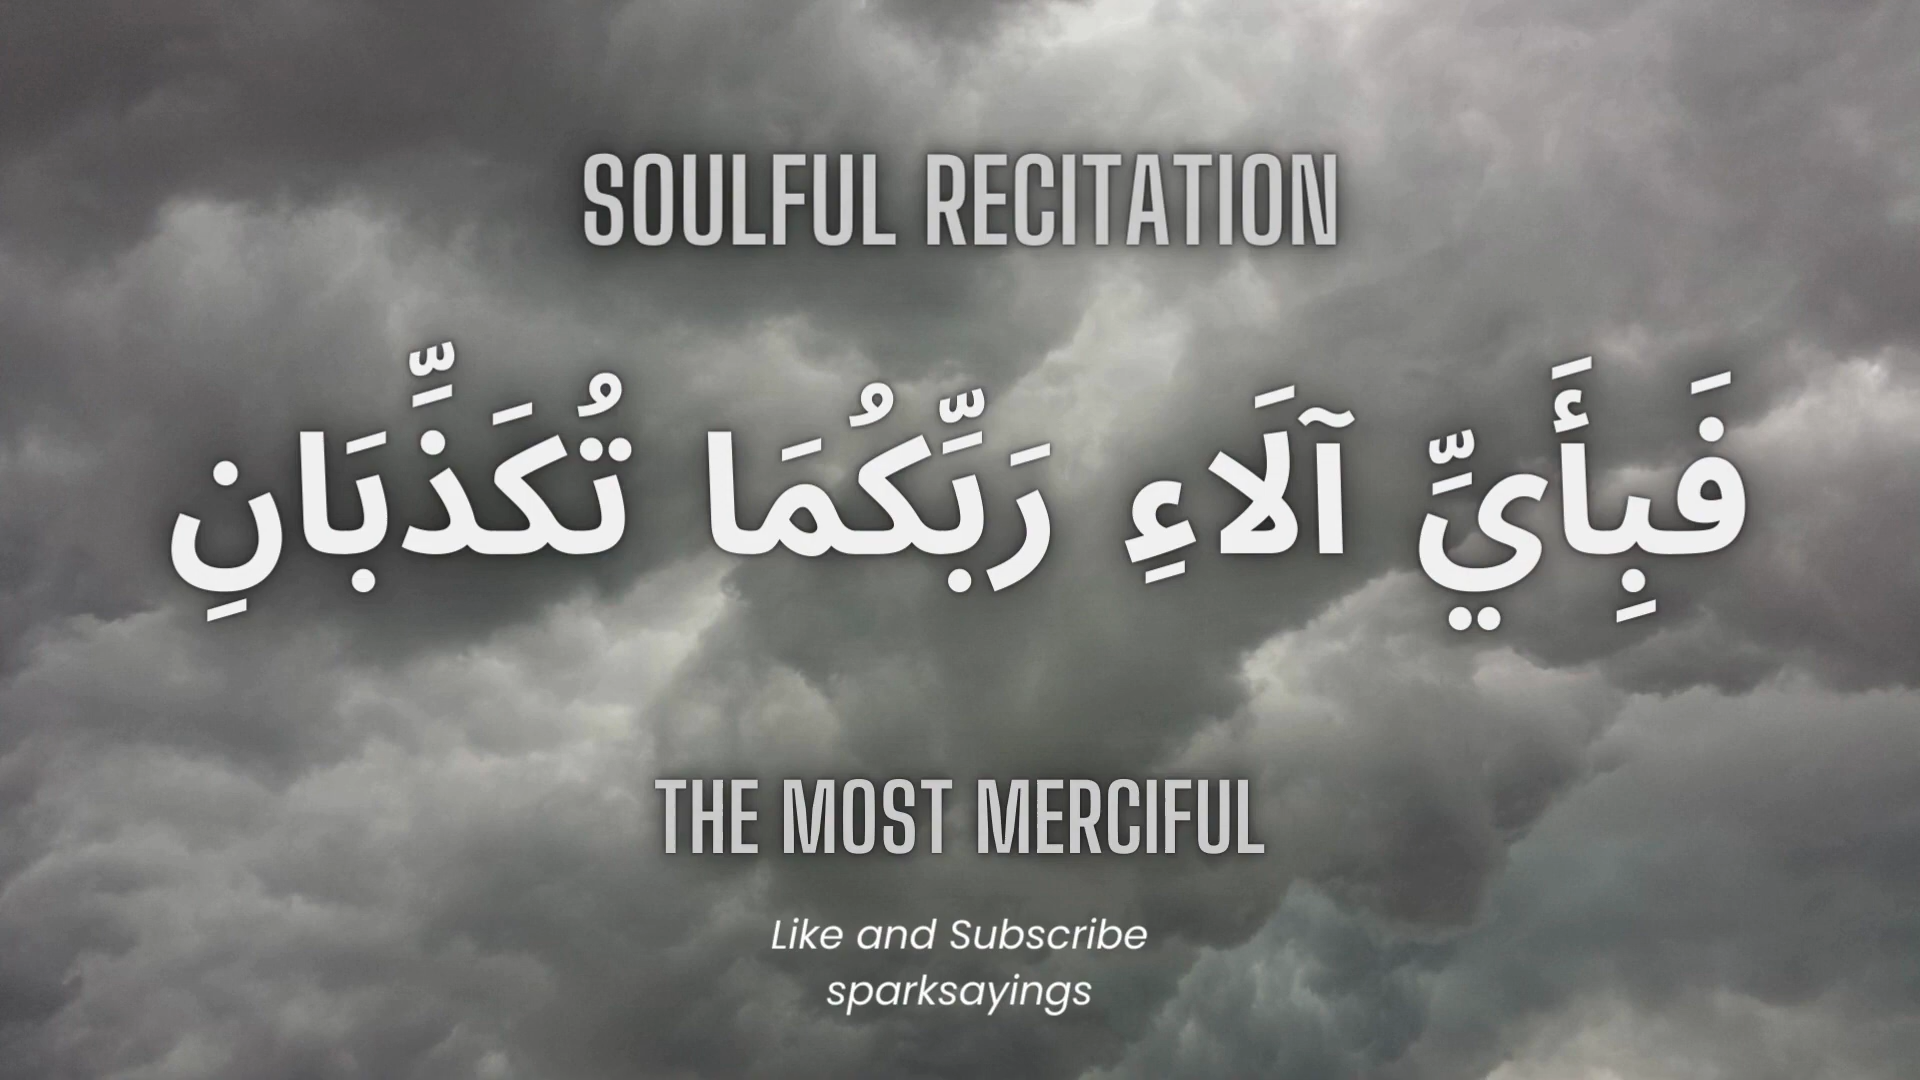 SOULFUL RECITATION
فَبِأَيِّ آلَاءِ رَبِّكُمَا تُكَذِّبَانِ
THE MOST MERCIFUL
Like and Subscribe
sparksayings